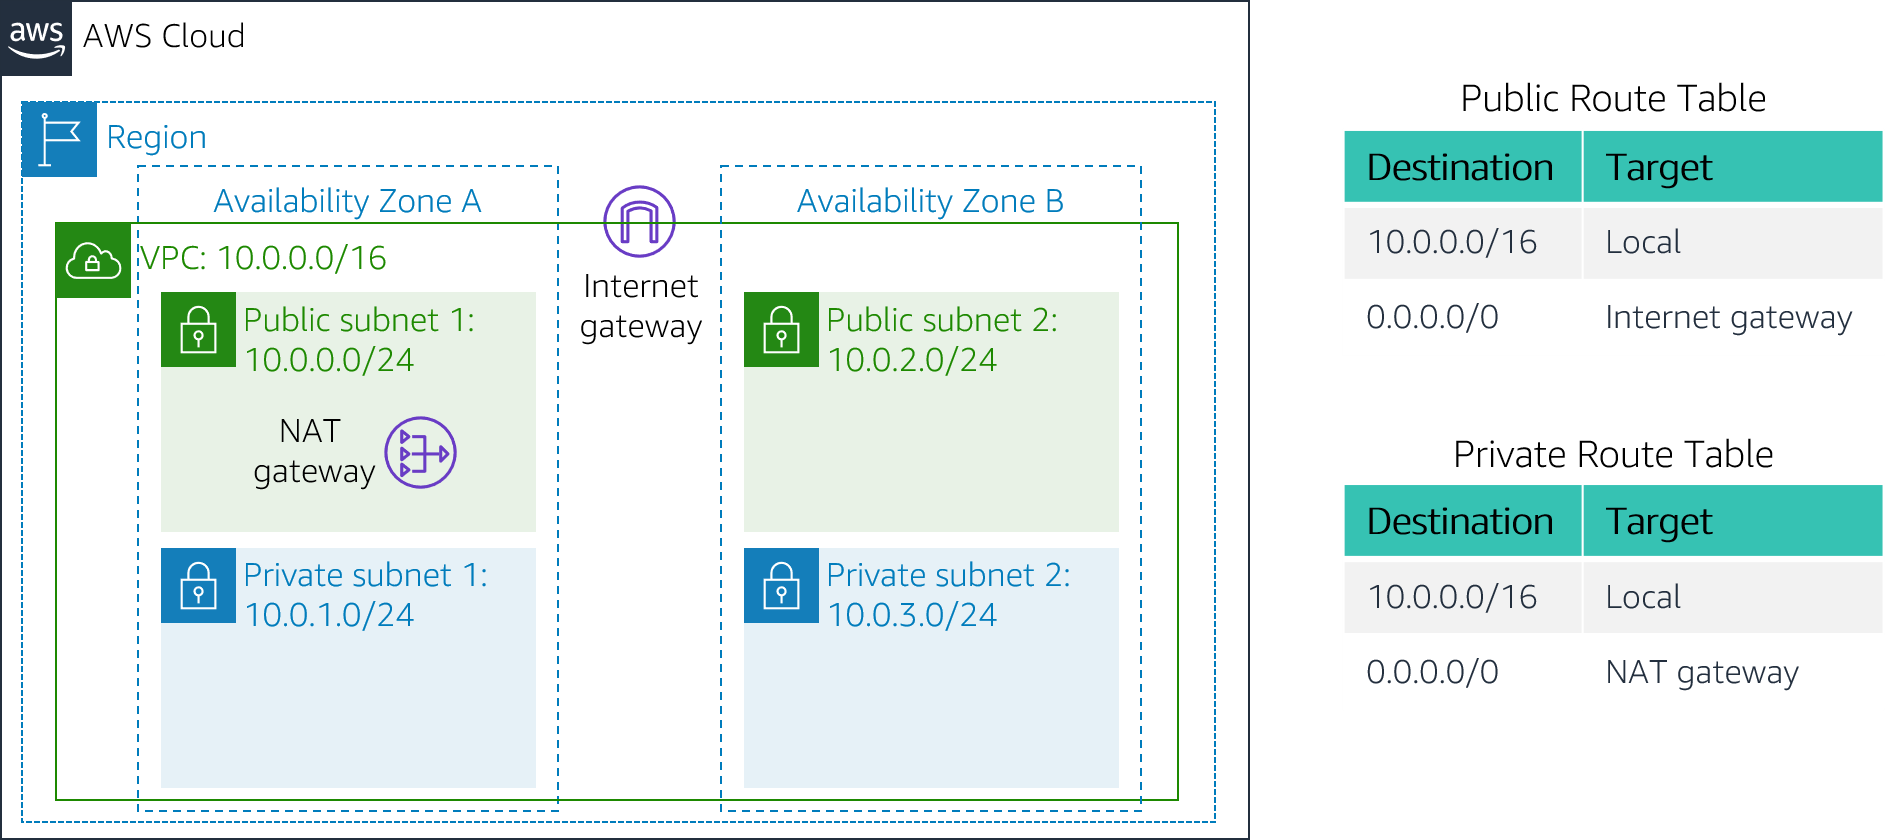 aws
AWS Cloud
Region
Availability Zone A
Availability Zone B
VPC: 10.0.0.0/16
Internet
gateway
Public subnet 1:
10.0.0.0/24
Public subnet 2:
10.0.2.0/24
NAT
gateway
Private subnet 1:
10.0.1.0/24
Private subnet 2:
10.0.3.0/24
Public Route Table
Destination Target
10.0.0.0/16 Local
0.0.0.0/0 Internet gateway
Private Route Table
Destination Target
10.0.0.0/16 Local
0.0.0.0/0 NAT gateway